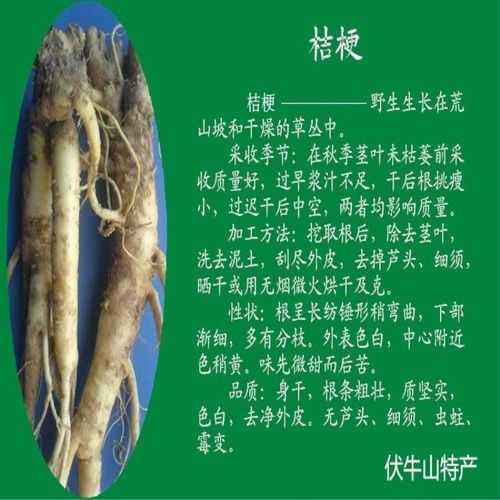 桔梗
桔梗 —————— 野生生长在荒
山坡和干燥的草丛中。
采收季节：在秋季茎叶未枯萎前采
收质量好，过早浆汁不足，干后根挑瘦
小，过迟干后中空，两者均影响质量。
加工方法：挖取根后，除去茎叶，
洗去泥土，刮尽外皮，去掉芦头、细须，
晒干或用无烟微火烘干及克。
性状：根呈长纺锤形稍弯曲，下部
渐细，多有分枝。外表色白，中心附近
色稍黄。味先微甜而后苦。
品质：身干，根条粗壮，质坚实，
色白，去净外皮。无芦头、细须、虫蛀、
霉变。
伏牛山特产